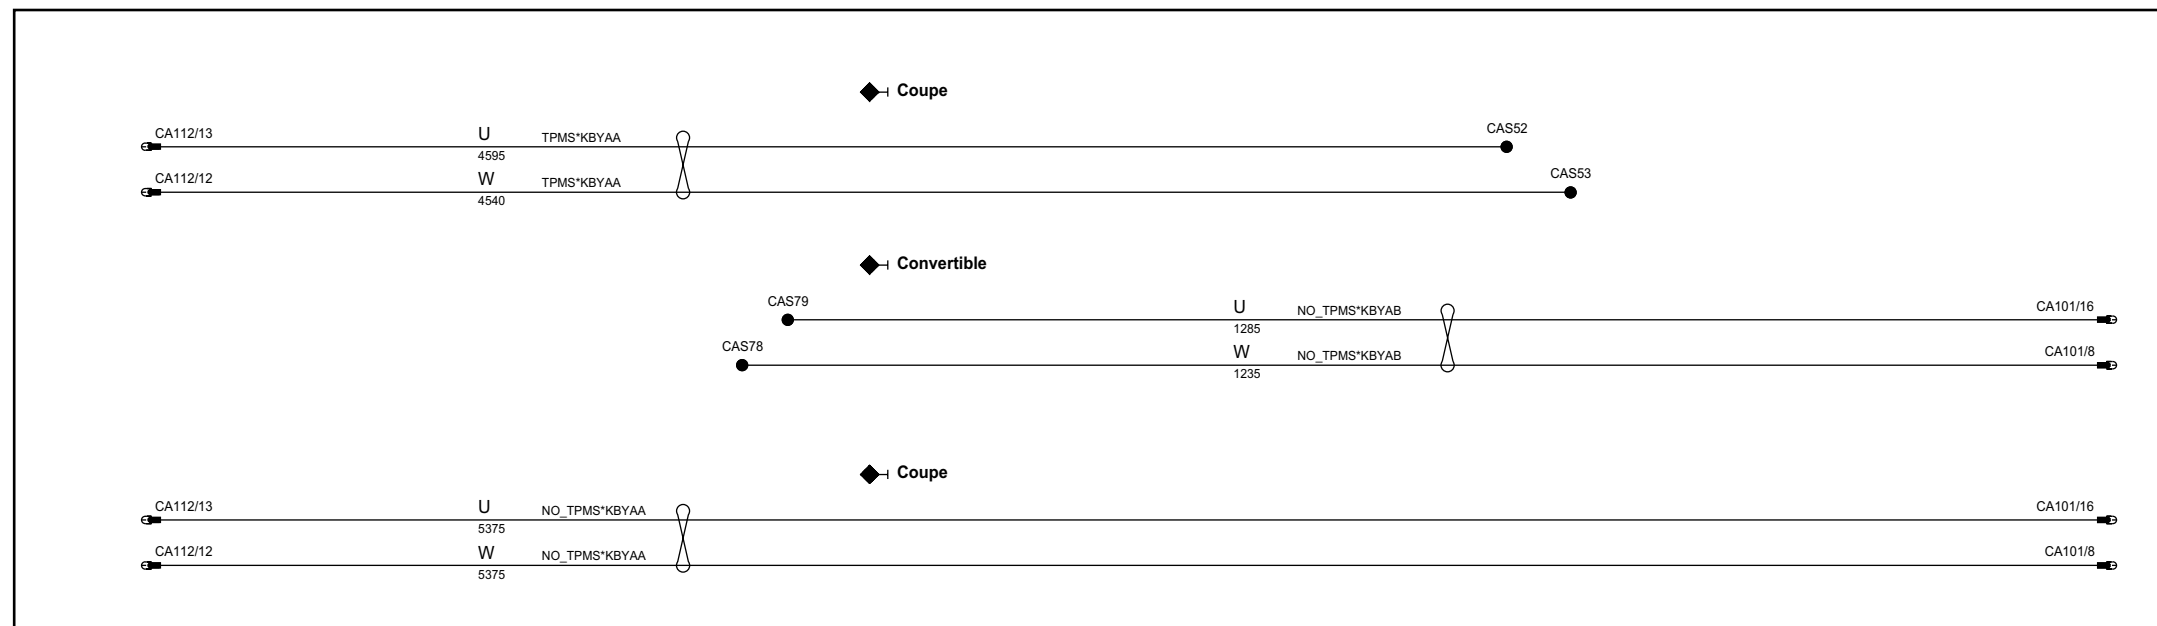 Coupe
CA112/13 U TPMS*KBYAA CAS52
4595
CA112/12 W TPMS*KBYAA CAS53
4540
Convertible
CAS79 U NO_TPMS*KBYAB CA101/16
1285
CAS78 W NO_TPMS*KBYAB CA101/8
1235
Coupe
CA112/13 U NO_TPMS*KBYAA CA101/16
5375
CA112/12 W NO_TPMS*KBYAA CA101/8
5375